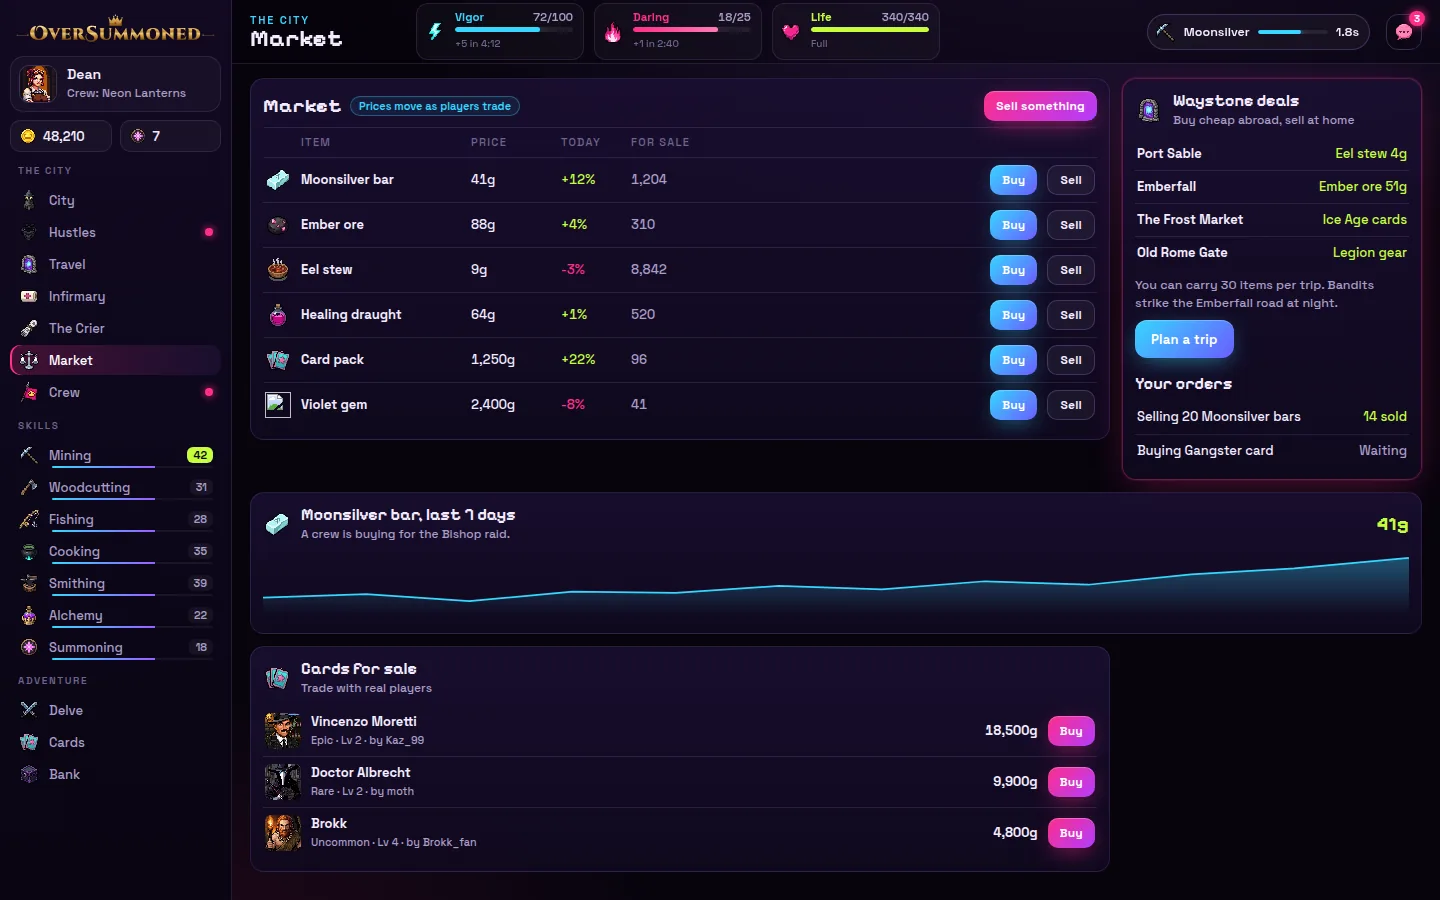 OVERSUMMONED
Dean
Crew: Neon Lanterns
48,210
7
THE CITY
City
Hustles
Travel
Infirmary
The Crier
Market
Crew
SKILLS
Mining 42
Woodcutting 31
Fishing 28
Cooking 35
Smithing 39
Alchemy 22
Summoning 18
ADVENTURE
Delve
Cards
Bank
THE CITY
Market
Vigor 72/100
+5 in 4:12
Daring 18/25
+1 in 2:40
Life 340/340
Full
Moonsilver 1.8s
3
Market Prices move as players trade Sell something
ITEM PRICE TODAY FOR SALE
Moonsilver bar 41g +12% 1,204 Buy Sell
Ember ore 88g +4% 310 Buy Sell
Eel stew 9g -3% 8,842 Buy Sell
Healing draught 64g +1% 520 Buy Sell
Card pack 1,250g +22% 96 Buy Sell
Violet gem 2,400g -8% 41 Buy Sell
Waystone deals
Buy cheap abroad, sell at home
Port Sable Eel stew 4g
Emberfall Ember ore 51g
The Frost Market Ice Age cards
Old Rome Gate Legion gear
You can carry 30 items per trip. Bandits
strike the Emberfall road at night.
Plan a trip
Your orders
Selling 20 Moonsilver bars 14 sold
Buying Gangster card Waiting
Moonsilver bar, last 7 days
A crew is buying for the Bishop raid.
41g
Cards for sale
Trade with real players
Vincenzo Moretti
Epic · Lv 2 · by Kaz_99
18,500g Buy
Doctor Albrecht
Rare · Lv 2 · by moth
9,900g Buy
Brokk
Uncommon · Lv 4 · by Brokk_fan
4,800g Buy